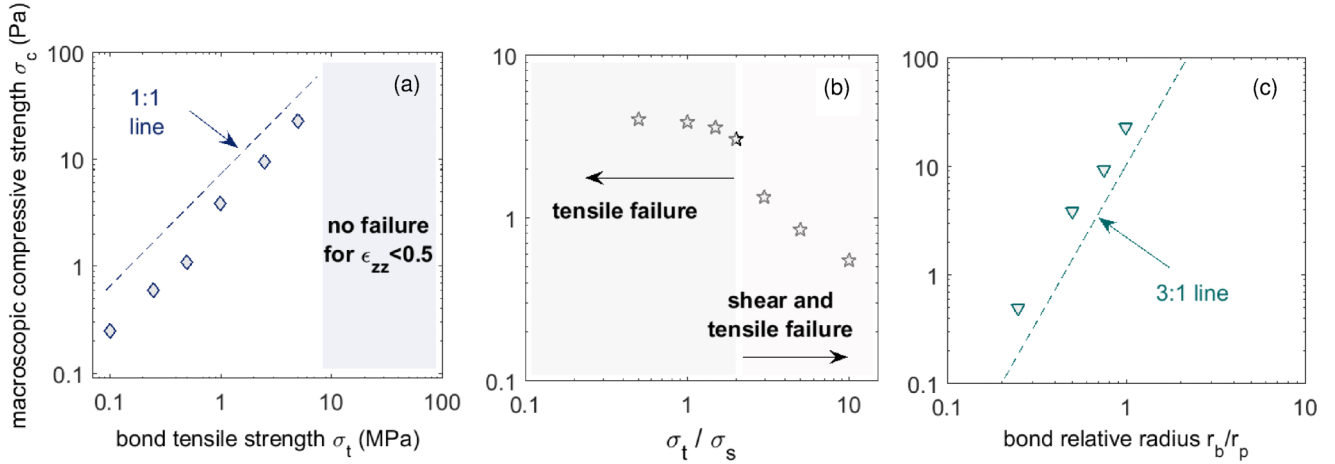 macroscopic compressive strength σc (Pa)
100
10
1
0.1
0.1
1
10
100
bond tensile strength σt (MPa)
(a)
1:1
line
no failure
for ϵzz<0.5
10
1
0.1
0.1
1
10
σt / σs
(b)
tensile failure
shear and
tensile failure
100
10
1
0.1
0.1
1
10
bond relative radius rb/rp
(c)
3:1 line